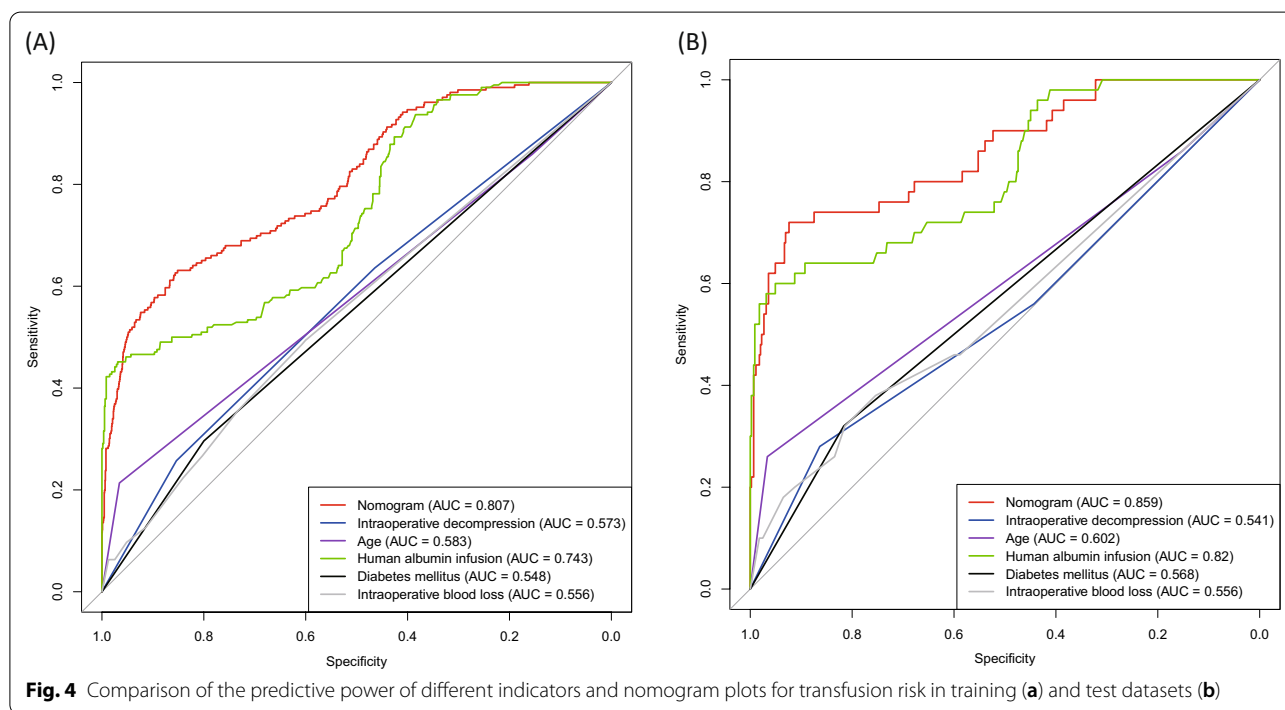 (A)
1.0
0.8
0.6
0.4
0.2
0.0
Sensitivity
Nomogram (AUC = 0.807)
Intraoperative decompression (AUC = 0.573)
Age (AUC = 0.583)
Human albumin infusion (AUC = 0.743)
Diabetes mellitus (AUC = 0.548)
Intraoperative blood loss (AUC = 0.556)
1.0 0.8 0.6 0.4 0.2 0.0
Specificity
(B)
1.0
0.8
0.6
0.4
0.2
0.0
Sensitivity
Nomogram (AUC = 0.859)
Intraoperative decompression (AUC = 0.541)
Age (AUC = 0.602)
Human albumin infusion (AUC = 0.82)
Diabetes mellitus (AUC = 0.568)
Intraoperative blood loss (AUC = 0.556)
1.0 0.8 0.6 0.4 0.2 0.0
Specificity
Fig. 4 Comparison of the predictive power of different indicators and nomogram plots for transfusion risk in training (a) and test datasets (b)